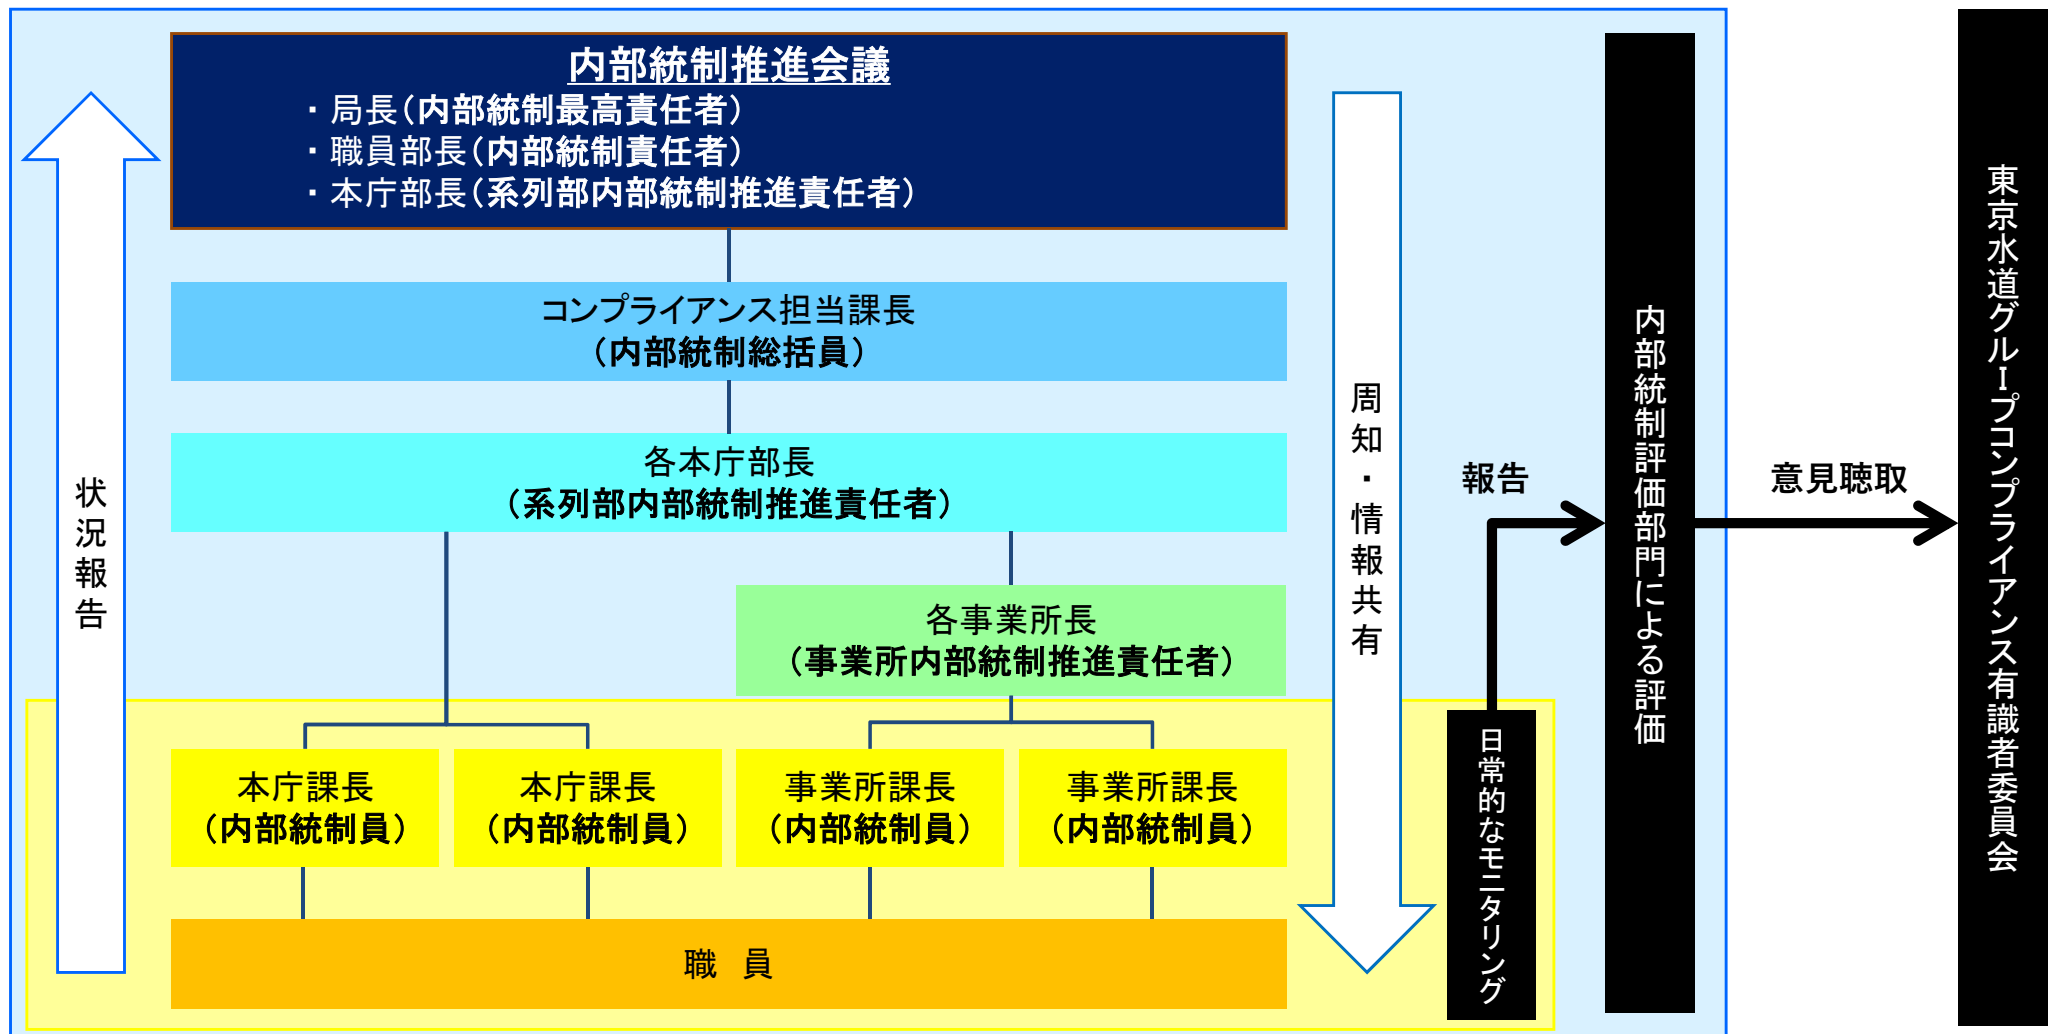 内部統制推進会議
・局長(内部統制最高責任者)
・職員部長(内部統制責任者)
・本庁部長(系列部内部統制推進責任者)
コンプライアンス担当課長
(内部統制総括員)
各本庁部長
(系列部内部統制推進責任者)
各事業所長
(事業所内部統制推進責任者)
本庁課長
(内部統制員)
本庁課長
(内部統制員)
事業所課長
(内部統制員)
事業所課長
(内部統制員)
職 員
状況報告
周知・情報共有
日常的なモニタリング
報告
内部統制評価部門による評価
意見聴取
東京水道グループコンプライアンス有識者委員会